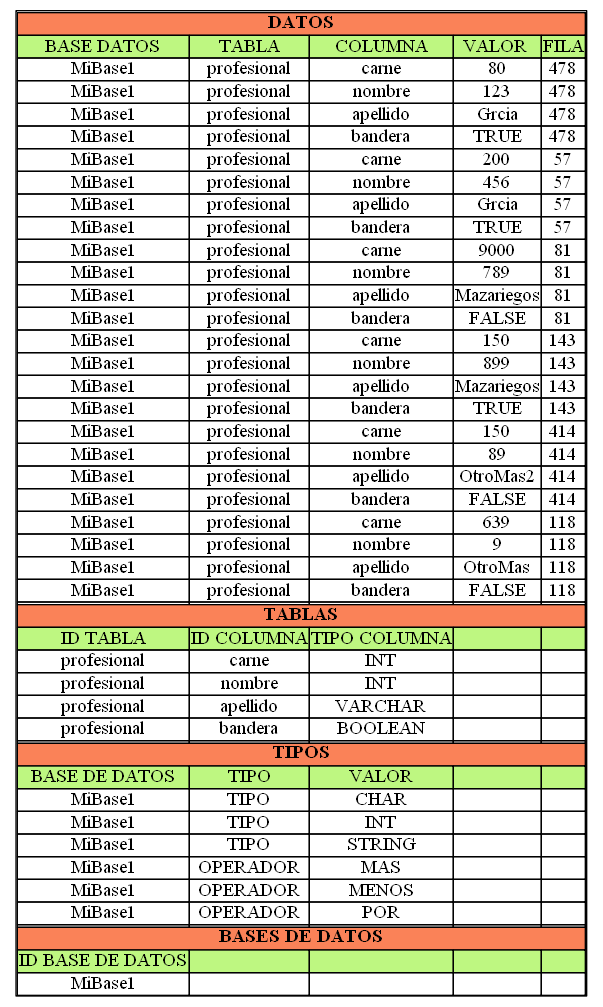 DATOS
BASE DATOS TABLA COLUMNA VALOR FILA
MiBase1 profesional carne 80 478
MiBase1 profesional nombre 123 478
MiBase1 profesional apellido Grcia 478
MiBase1 profesional bandera TRUE 478
MiBase1 profesional carne 200 57
MiBase1 profesional nombre 456 57
MiBase1 profesional apellido Grcia 57
MiBase1 profesional bandera TRUE 57
MiBase1 profesional carne 9000 81
MiBase1 profesional nombre 789 81
MiBase1 profesional apellido Mazariegos 81
MiBase1 profesional bandera FALSE 81
MiBase1 profesional carne 150 143
MiBase1 profesional nombre 899 143
MiBase1 profesional apellido Mazariegos 143
MiBase1 profesional bandera TRUE 143
MiBase1 profesional carne 150 414
MiBase1 profesional nombre 89 414
MiBase1 profesional apellido OtroMas2 414
MiBase1 profesional bandera FALSE 414
MiBase1 profesional carne 639 118
MiBase1 profesional nombre 9 118
MiBase1 profesional apellido OtroMas 118
MiBase1 profesional bandera FALSE 118
TABLAS
ID TABLA ID COLUMNA TIPO COLUMNA
profesional carne INT
profesional nombre INT
profesional apellido VARCHAR
profesional bandera BOOLEAN
TIPOS
BASE DE DATOS TIPO VALOR
MiBase1 TIPO CHAR
MiBase1 TIPO INT
MiBase1 TIPO STRING
MiBase1 OPERADOR MAS
MiBase1 OPERADOR MENOS
MiBase1 OPERADOR POR
BASES DE DATOS
ID BASE DE DATOS
MiBase1